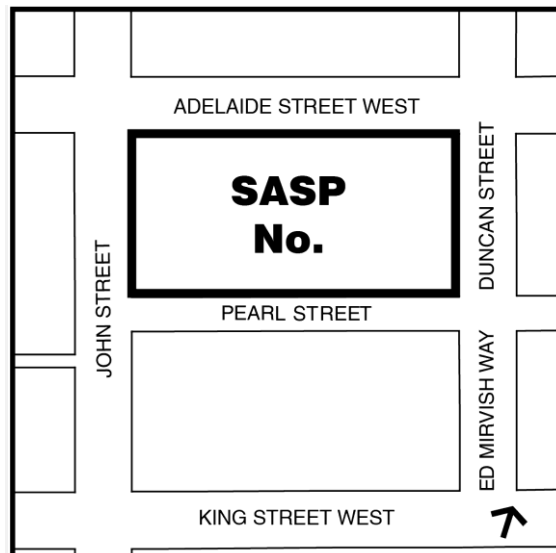 ADELAIDE STREET WEST
SASP
No.
DUNCAN STREET
JOHN STREET
PEARL STREET
ED MIRVISH WAY
KING STREET WEST